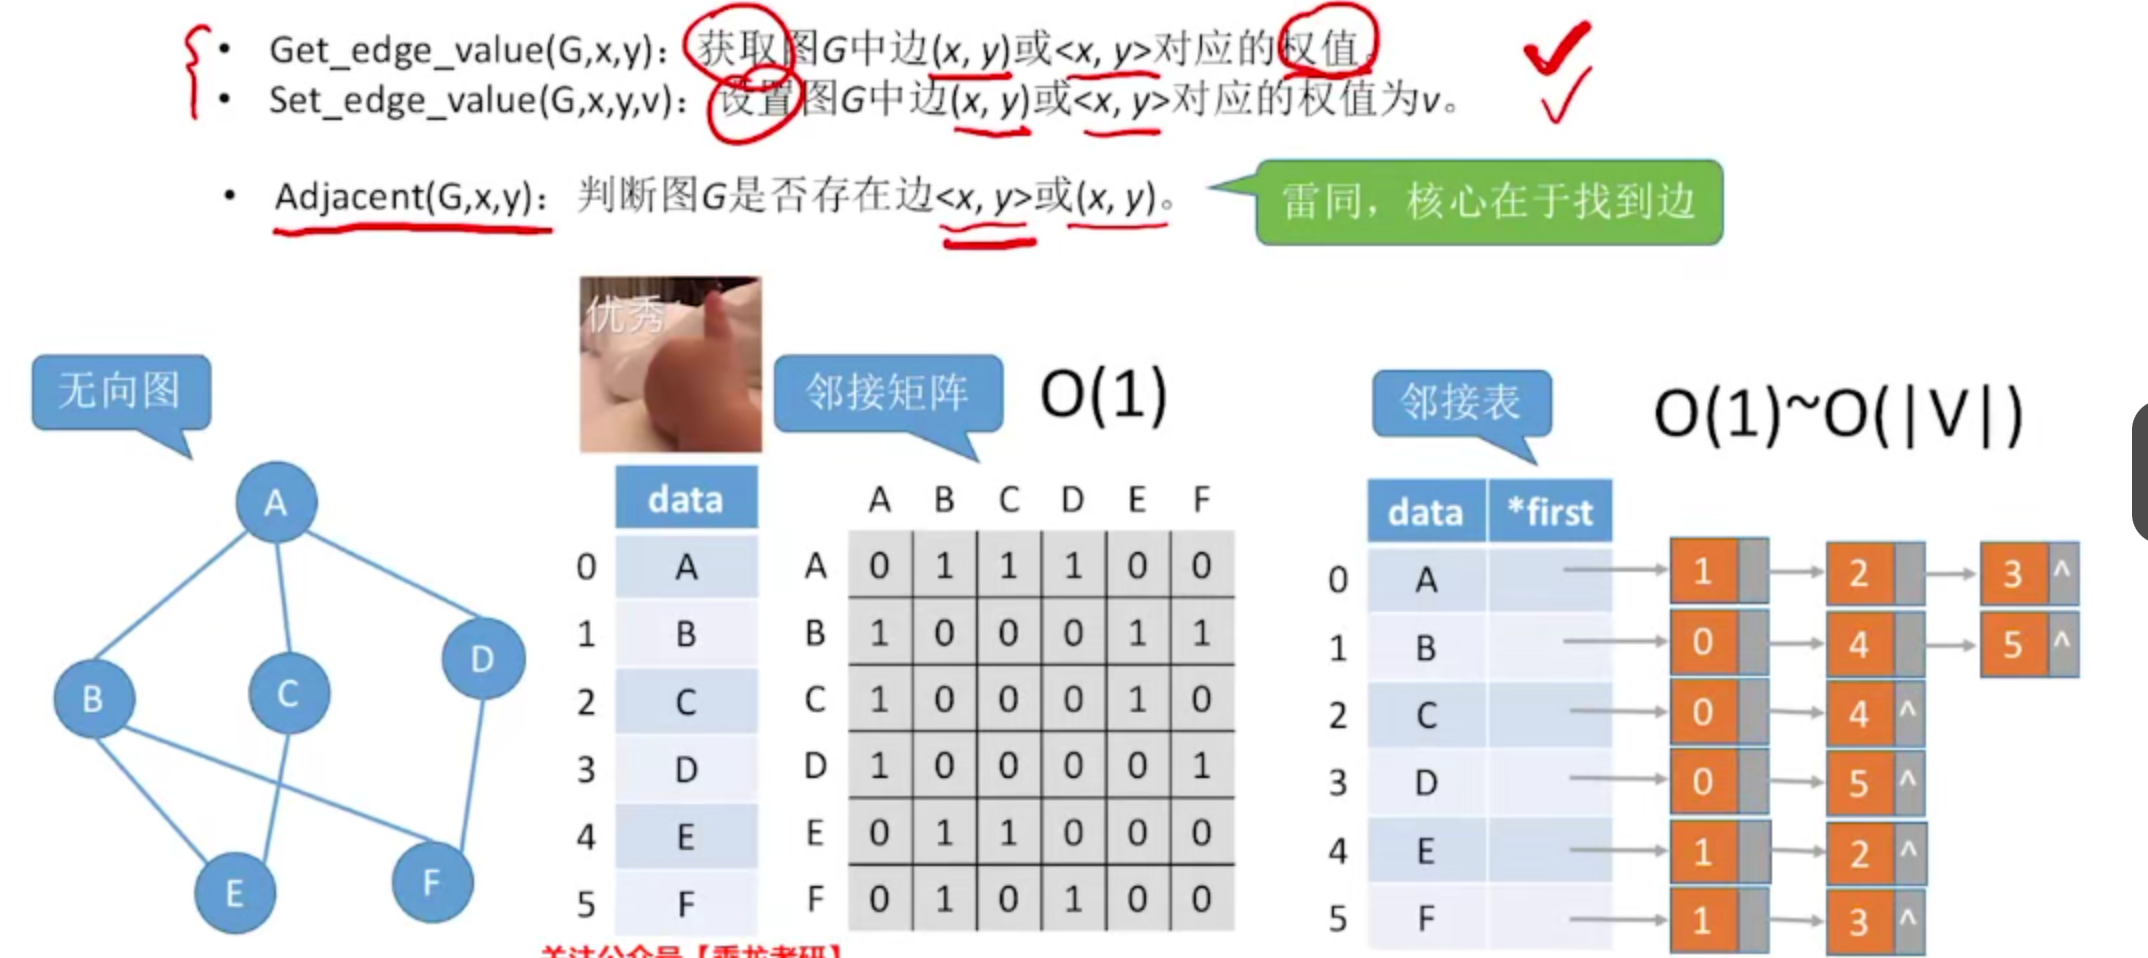 • Get_edge_value(G,x,y)：获取图G中边(x, y)或<x, y>对应的权值。
• Set_edge_value(G,x,y,v)：设置图G中边(x, y)或<x, y>对应的权值为v。
• Adjacent(G,x,y)：判断图G是否存在边<x, y>或(x, y)。
雷同，核心在于找到边
优秀
无向图
邻接矩阵
O(1)
邻接表
O(1)~O(|V|)
A
B
C
D
E
F
data
0 A
1 B
2 C
3 D
4 E
5 F
A B C D E F
A 0 1 1 1 0 0
B 1 0 0 0 1 1
C 1 0 0 0 1 0
D 1 0 0 0 0 1
E 0 1 1 0 0 0
F 0 1 0 1 0 0
data *first
0 A 1 2 3 ^
1 B 0 4 5 ^
2 C 0 4 ^
3 D 0 5 ^
4 E 1 2 ^
5 F 1 3 ^